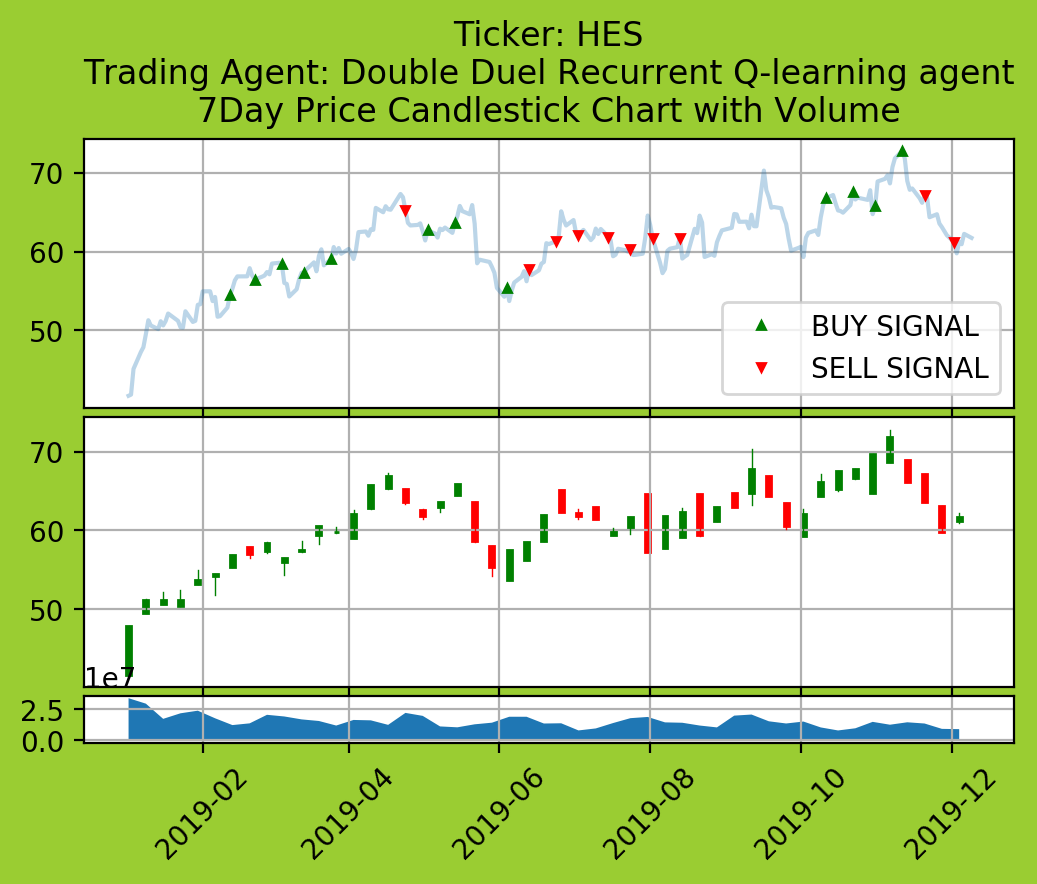 Ticker: HES
Trading Agent: Double Duel Recurrent Q-learning agent
7Day Price Candlestick Chart with Volume
70
60
50
BUY SIGNAL
SELL SIGNAL
70
60
50
1e7
2.5
0.0
2019-02
2019-04
2019-06
2019-08
2019-10
2019-12